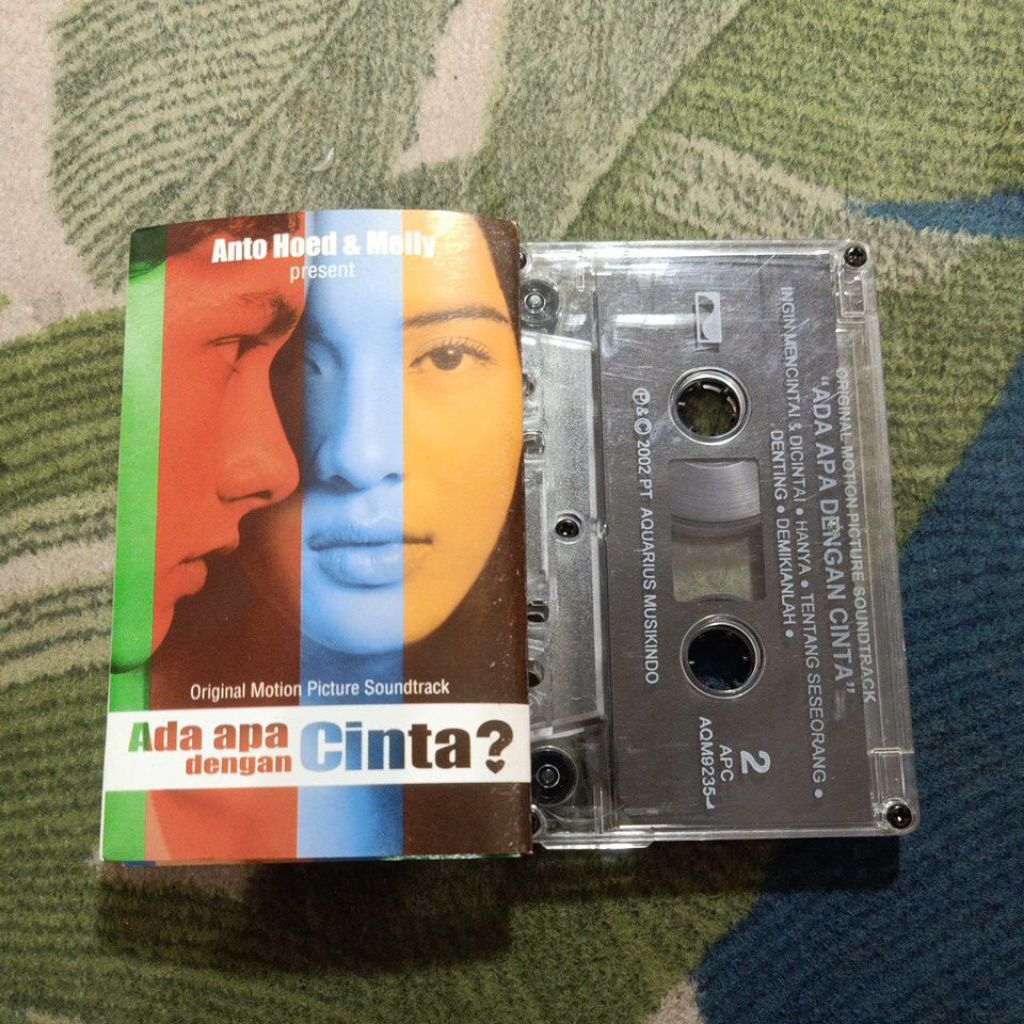 Anto Hoed & Melly
present
Original Motion Picture Soundtrack
Ada apa
dengan
Cinta?
ORIGINAL MOTION PICTURE SOUNDTRACK
"ADA APA DENGAN CINTA"
INGIN MENCINTAI & DICINTAI • HANYA • TENTANG SESEORANG •
DENTING • DEMIKIANLAH •
℗&© 2002 PT AQUARIUS MUSIKINDO
2
APC
AQM9235